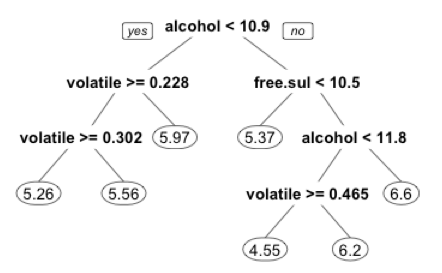 yes alcohol < 10.9 no
volatile >= 0.228 free.sul < 10.5
volatile >= 0.302 5.97 5.37 alcohol < 11.8
5.26 5.56 volatile >= 0.465 6.6
4.55 6.2